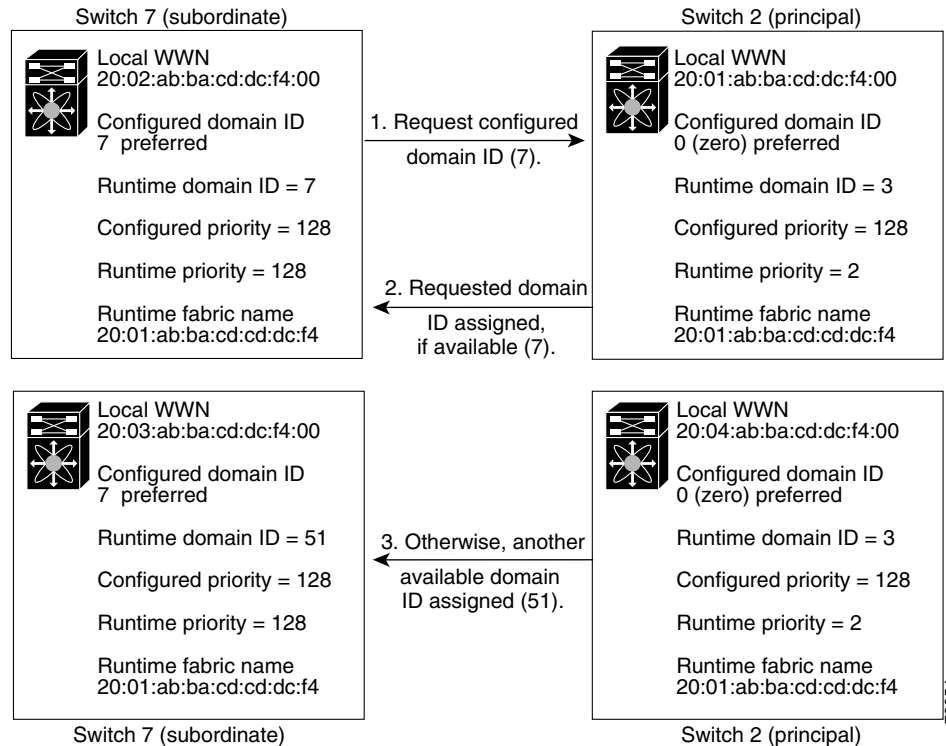 Switch 7 (subordinate)
Switch 2 (principal)
Local WWN
20:02:ab:ba:cd:dc:f4:00
Configured domain ID
7 preferred
Runtime domain ID = 7
Configured priority = 128
Runtime priority = 128
Runtime fabric name
20:01:ab:ba:cd:cd:dc:f4
1. Request configured
domain ID (7).
2. Requested domain
ID assigned,
if available (7).
Local WWN
20:01:ab:ba:cd:dc:f4:00
Configured domain ID
0 (zero) preferred
Runtime domain ID = 3
Configured priority = 128
Runtime priority = 2
Runtime fabric name
20:01:ab:ba:cd:cd:dc:f4
Local WWN
20:03:ab:ba:cd:dc:f4:00
Configured domain ID
7 preferred
Runtime domain ID = 51
Configured priority = 128
Runtime priority = 128
Runtime fabric name
20:01:ab:ba:cd:cd:dc:f4
3. Otherwise, another
available domain
ID assigned (51).
Local WWN
20:04:ab:ba:cd:dc:f4:00
Configured domain ID
0 (zero) preferred
Runtime domain ID = 3
Configured priority = 128
Runtime priority = 2
Runtime fabric name
20:01:ab:ba:cd:cd:dc:f4
Switch 7 (subordinate)
Switch 2 (principal)